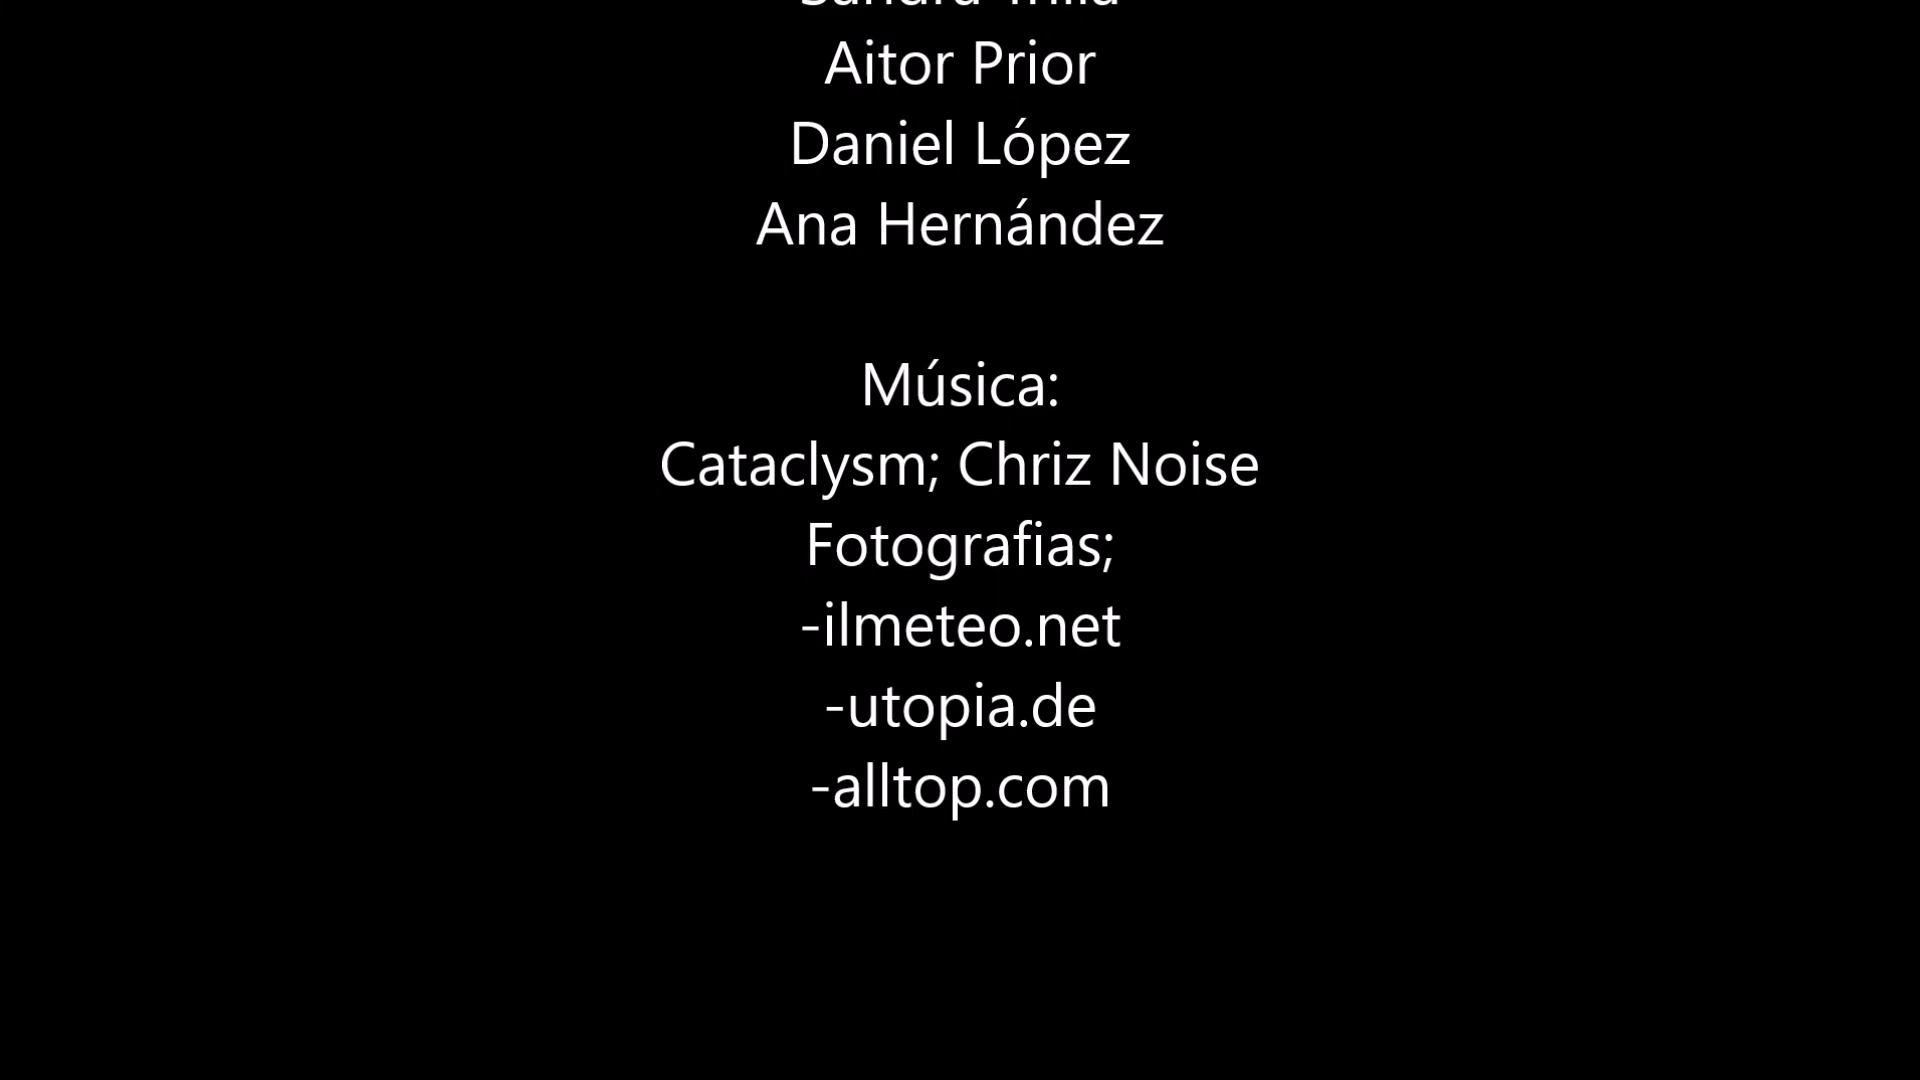 Aitor Prior
Daniel López
Ana Hernández
Música:
Cataclysm; Chriz Noise
Fotografias;
-ilmeteo.net
-utopia.de
-alltop.com